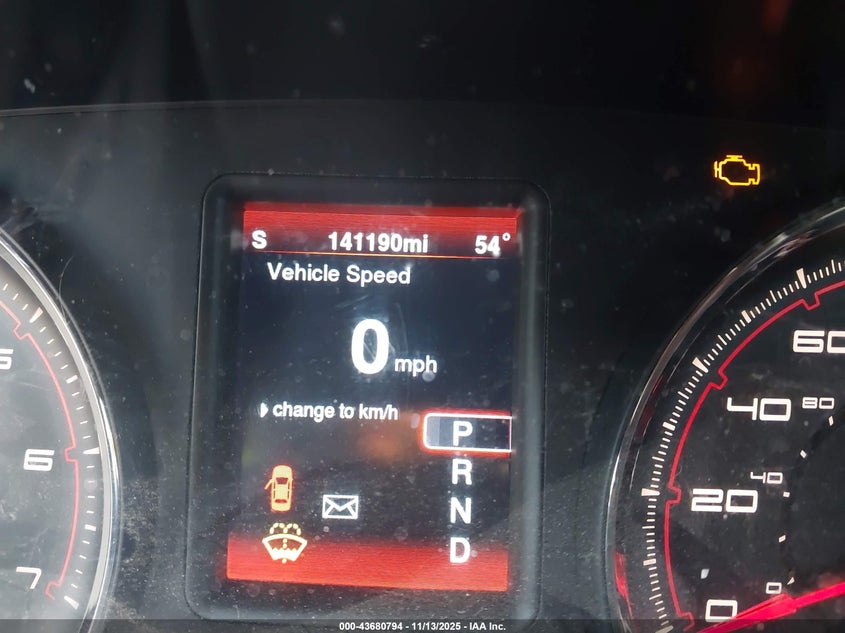 S 141190mi 54°
Vehicle Speed
0 mph
change to km/h
P
R
N
D
6
7
60
40 80
20 40
0 0
000-43680794 - 11/13/2025 - IAA Inc.